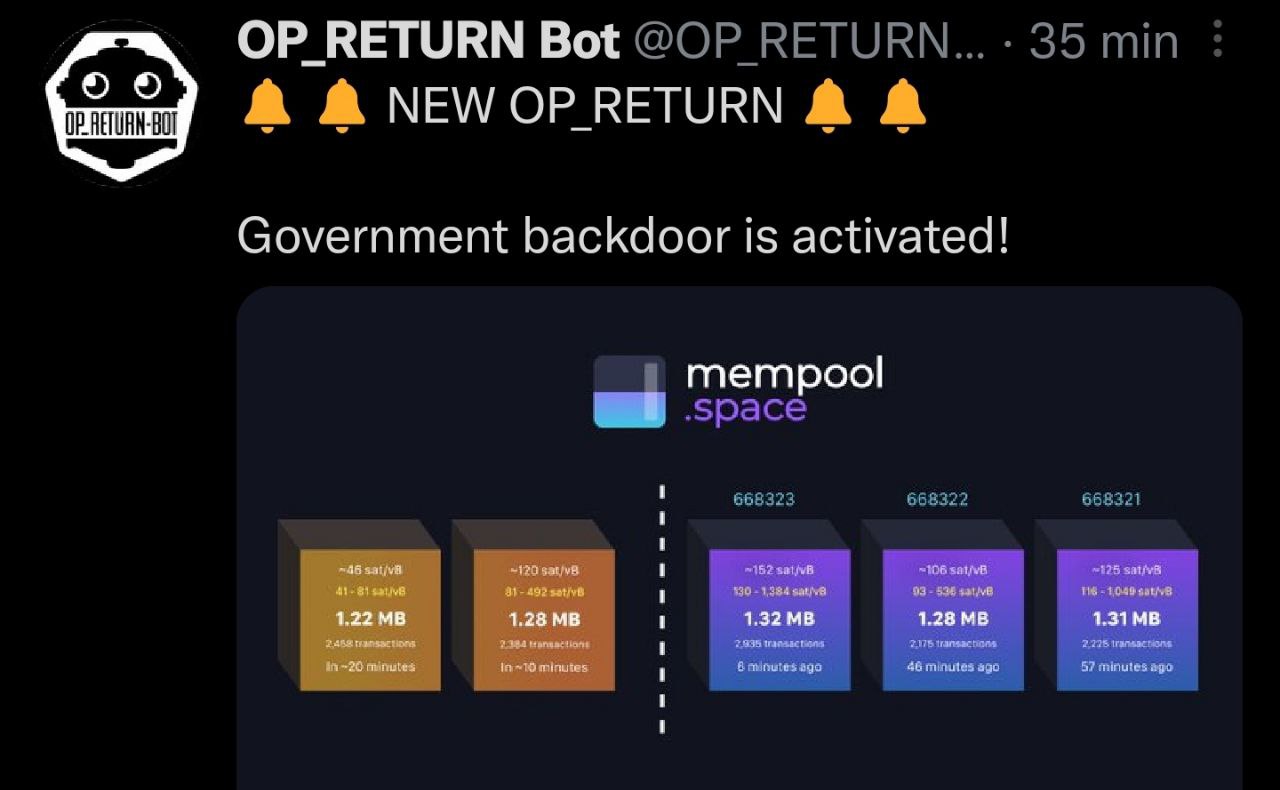 OP_RETURN Bot @OP_RETURN... · 35 min
OP_RETURN-BOT
🔔 🔔 NEW OP_RETURN 🔔 🔔
Government backdoor is activated!
mempool
.space
668323 668322 668321
~46 sat/vB ~120 sat/vB ~152 sat/vB ~106 sat/vB ~125 sat/vB
41 - 81 sat/vB 81 - 492 sat/vB 130 - 1,384 sat/vB 93 - 536 sat/vB 116 - 1,049 sat/vB
1.22 MB 1.28 MB 1.32 MB 1.28 MB 1.31 MB
2,458 transactions 2,384 transactions 2,935 transactions 2,175 transactions 2,225 transactions
In ~20 minutes In ~10 minutes 6 minutes ago 46 minutes ago 57 minutes ago